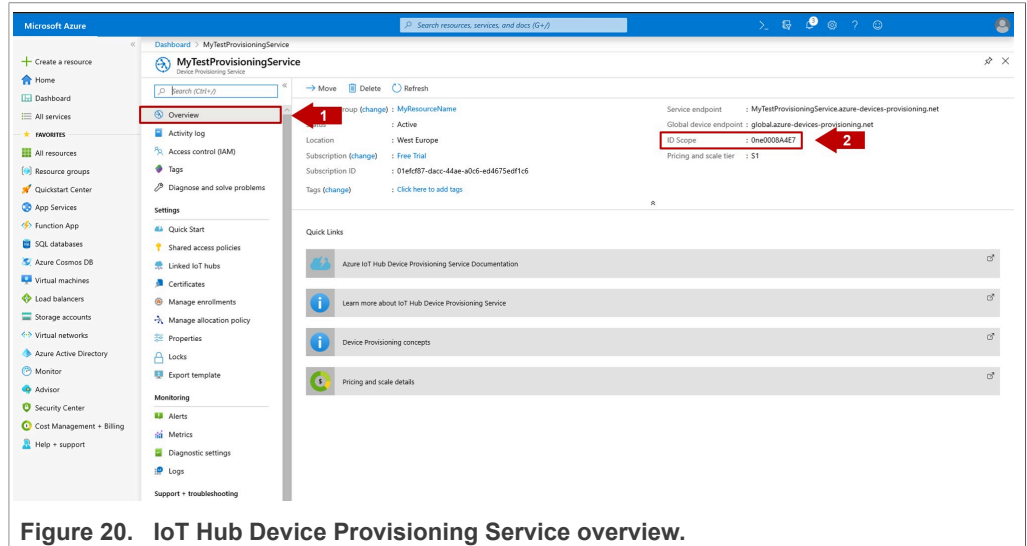 Microsoft Azure
Search resources, services, and docs (G+/)
3
Dashboard > MyTestProvisioningService
MyTestProvisioningService
Device Provisioning Service
Create a resource
Home
Dashboard
All services
FAVORITES
All resources
Resource groups
Quickstart Center
App Services
Function App
SQL databases
Azure Cosmos DB
Virtual machines
Load balancers
Storage accounts
Virtual networks
Azure Active Directory
Monitor
Advisor
Security Center
Cost Management + Billing
Help + support
Search (Ctrl+/)
Overview
Activity log
Access control (IAM)
Tags
Diagnose and solve problems
Settings
Quick Start
Shared access policies
Linked IoT hubs
Certificates
Manage enrollments
Manage allocation policy
Properties
Locks
Export template
Monitoring
Alerts
Metrics
Diagnostic settings
Logs
Support + troubleshooting
Move Delete Refresh
1
(change) : MyResourceName
: Active
Location : West Europe
Subscription (change) : Free Trial
Subscription ID : 01efcf87-dacc-44ae-a0c6-ed4675edf1c6
Tags (change) : Click here to add tags
Service endpoint : MyTestProvisioningService.azure-devices-provisioning.net
Global device endpoint : global.azure-devices-provisioning.net
ID Scope : 0ne0008A4E7
2
Pricing and scale tier : S1
Quick Links
Azure IoT Hub Device Provisioning Service Documentation
Learn more about IoT Hub Device Provisioning Service
Device Provisioning concepts
Pricing and scale details
Figure 20. IoT Hub Device Provisioning Service overview.